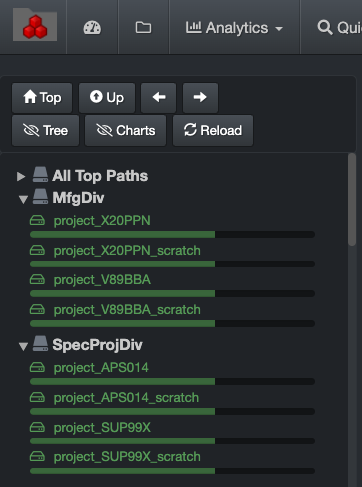 Analytics Qui
Top Up
Tree Charts Reload
All Top Paths
MfgDiv
project_X20PPN
project_X20PPN_scratch
project_V89BBA
project_V89BBA_scratch
SpecProjDiv
project_APS014
project_APS014_scratch
project_SUP99X
project_SUP99X_scratch